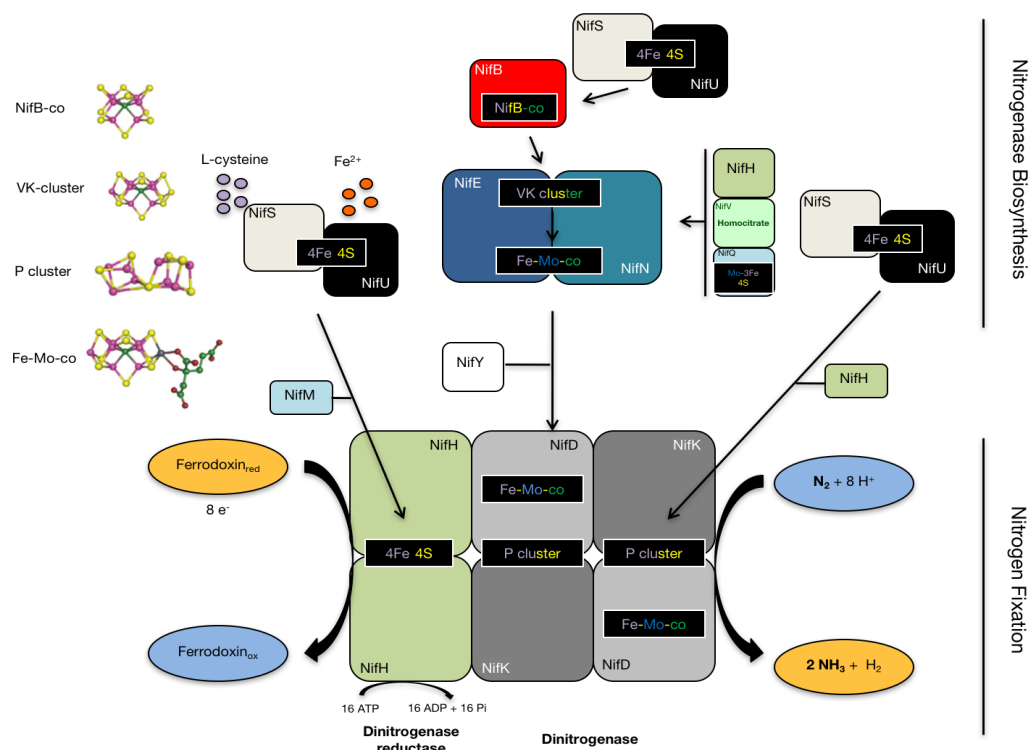 NifS
4Fe 4S
NifU
NifB
NifB-co
NifB-co
L-cysteine
Fe2+
VK-cluster
NifS
4Fe 4S
NifU
NifE
VK cluster
Fe-Mo-co
NifN
NifH
NifV
Homocitrate
NifQ
Mo-3Fe
4S
NifS
4Fe 4S
NifU
Nitrogenase Biosynthesis
P cluster
Fe-Mo-co
NifM
NifY
NifH
NifH
NifD
NifK
Ferrodoxinred
8 e-
Fe-Mo-co
N2 + 8 H+
4Fe 4S
P cluster
P cluster
Nitrogen Fixation
Ferrodoxinox
Fe-Mo-co
2 NH3 + H2
NifH
NifK
NifD
16 ATP
16 ADP + 16 Pi
Dinitrogenase
reductase
Dinitrogenase